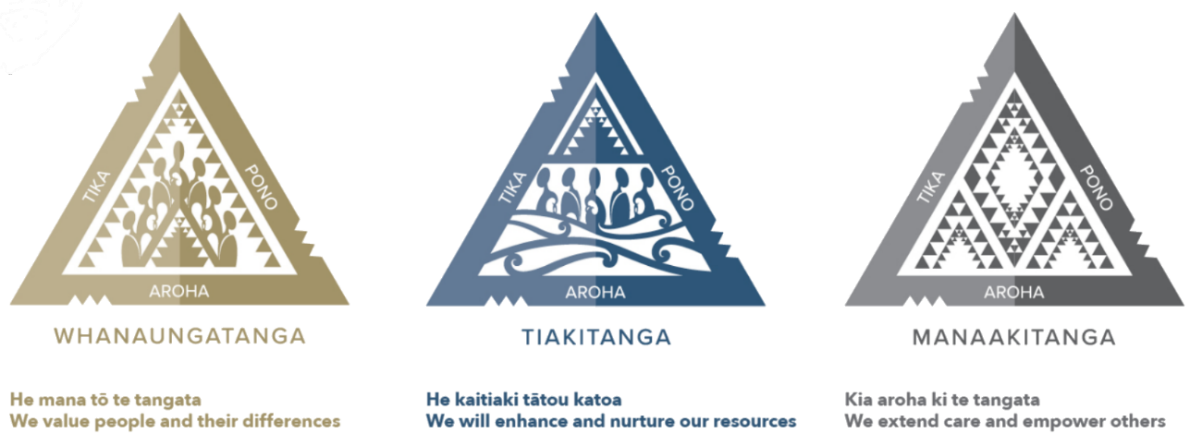 TIKA
PONO
AROHA
WHANAUNGATANGA
He mana tō te tangata
We value people and their differences
TIKA
PONO
AROHA
TIAKITANGA
He kaitiaki tātou katoa
We will enhance and nurture our resources
TIKA
PONO
AROHA
MANAAKITANGA
Kia aroha ki te tangata
We extend care and empower others